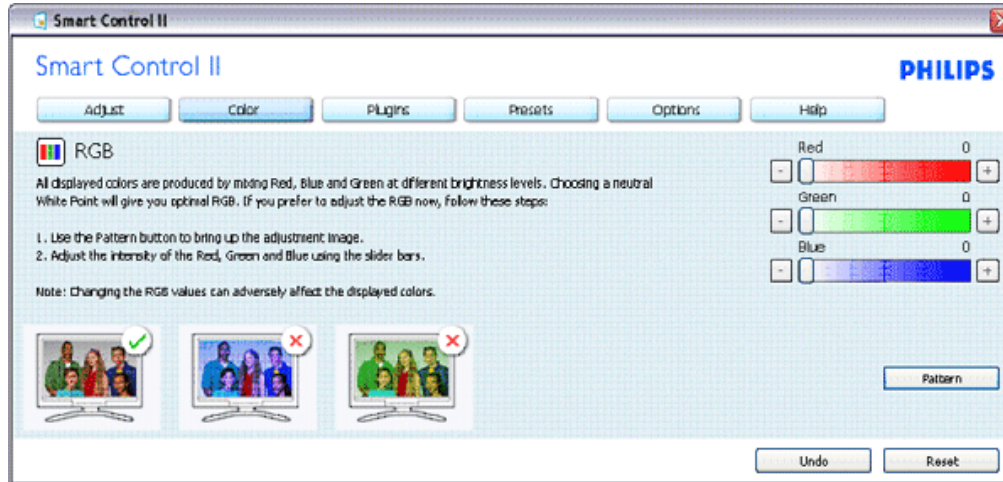 Smart Control II
Smart Control II
PHILIPS
Adjust Color Plugins Presets Options Help
RGB
All displayed colors are produced by mixing Red, Blue and Green at different brightness levels. Choosing a neutral
White Point will give you optimal RGB. If you prefer to adjust the RGB now, follow these steps:
1. Use the Pattern button to bring up the adjustment image.
2. Adjust the intensity of the Red, Green and Blue using the slider bars.
Note: Changing the RGB values can adversely affect the displayed colors.
Red 0
- +
Green 0
- +
Blue 0
- +
Pattern
Undo Reset